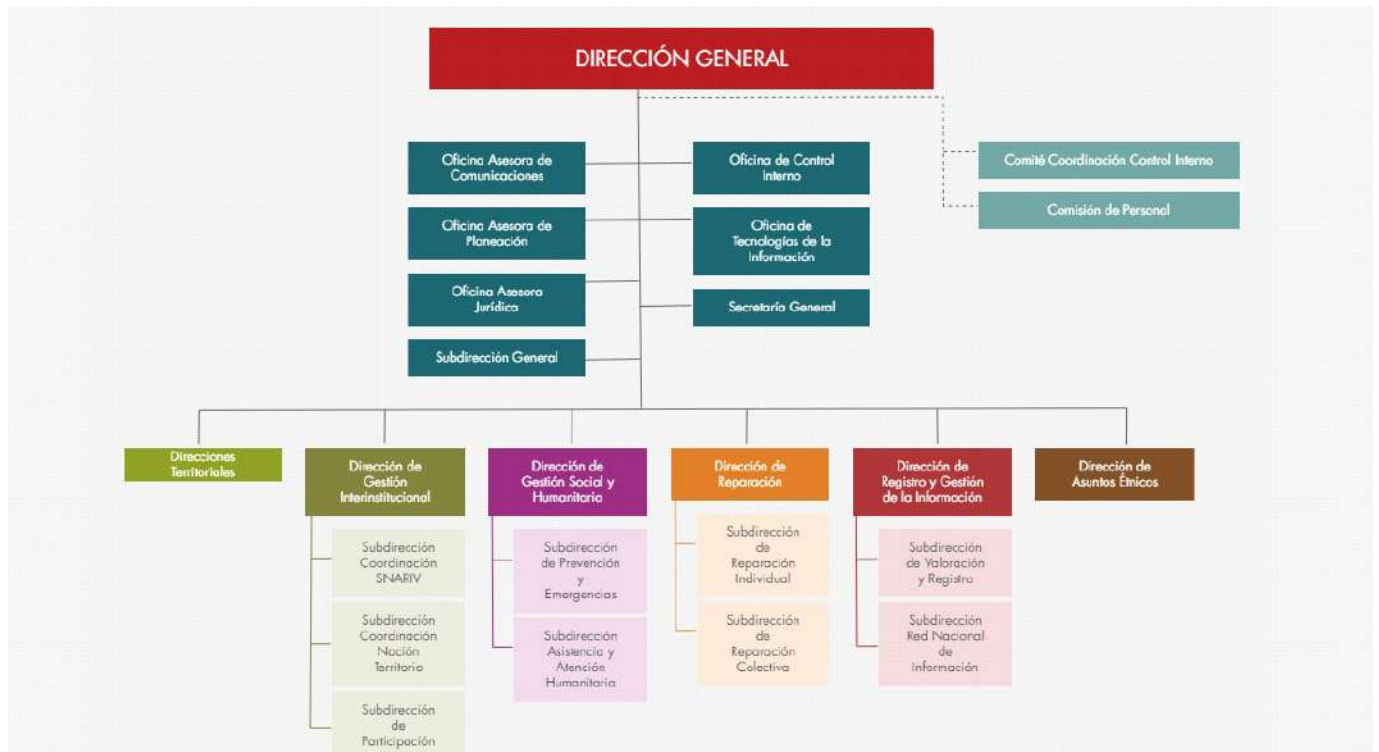 DIRECCIÓN GENERAL
Oficina Asesora de
Comunicaciones
Oficina de Control
Interno
Comité Coordinación Control Interno
Oficina Asesora de
Planeación
Oficina de
Tecnologías de la
Información
Comisión de Personal
Oficina Asesora
Jurídica
Secretaría General
Subdirección General
Direcciones
Territoriales
Dirección de
Gestión
Interinstitucional
Dirección de
Gestión Social y
Humanitaria
Dirección de
Reparación
Dirección de
Registro y Gestión
de la Información
Dirección de
Asuntos Étnicos
Subdirección
Coordinación
SNARIV
Subdirección
Coordinación
Nación
Territorio
Subdirección
de
Participación
Subdirección
de Prevención
y
Emergencias
Subdirección
Asistencia y
Atención
Humanitaria
Subdirección
de
Reparación
Individual
Subdirección
de
Reparación
Colectiva
Subdirección
de Valoración
y Registro
Subdirección
Red Nacional
de
Información